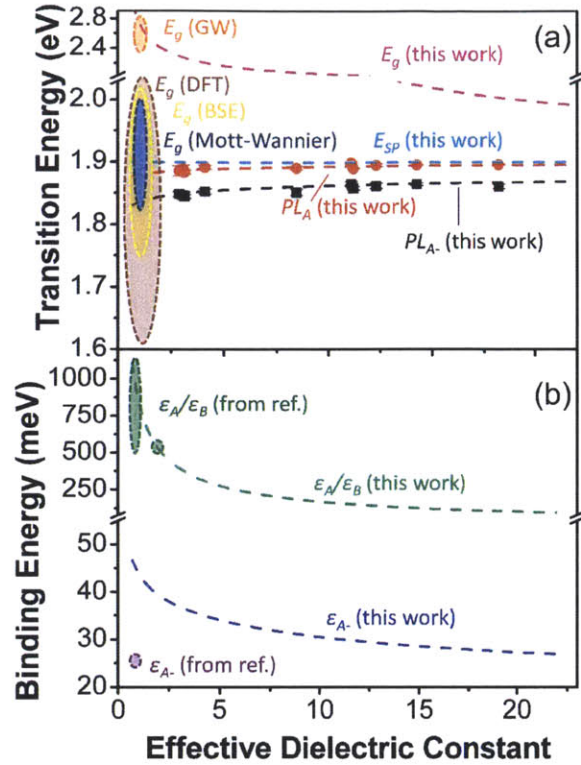 2.8
E_g (GW)
(a)
2.6
E_g (this work)
E_g (DFT)
2.0
E_g (BSE)
E_g (Mott-Wannier)
E_SP (this work)
1.9
PL_A (this work)
1.8
PL_A- (this work)
1.7
1.6
Transition Energy (eV)
1000
(b)
ε_A/ε_B (from ref.)
750
500
ε_A/ε_B (this work)
250
50
40
ε_A- (this work)
30
ε_A- (from ref.)
20
Binding Energy (meV)
0 5 10 15 20
Effective Dielectric Constant